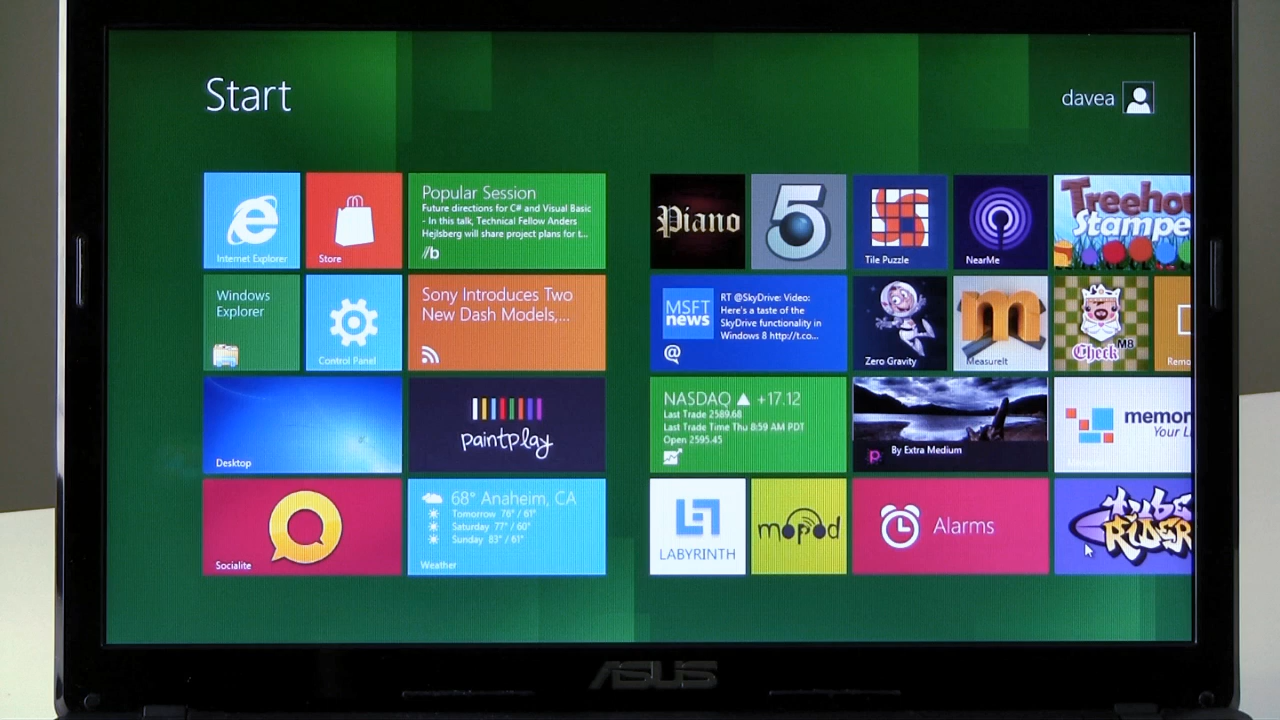 Start
davea
Internet Explorer
Store
Popular Session
Future directions for C# and Visual Basic
- In this talk, Technical Fellow Anders
Hejlsberg will share project plans for t...
//b
Windows
Explorer
Control Panel
Sony Introduces Two
New Dash Models,...
Desktop
paintplay
Socialite
68° Anaheim, CA
Tomorrow 78° / 61°
Saturday 77° / 60°
Sunday 83° / 61°
Weather
Piano
5
Tile Puzzle
NearMe
Treehou
Stampe
MSFT
news
RT @SkyDrive: Video:
Here's a taste of the
SkyDrive functionality in
Windows 8 http://t.co...
@
Zero Gravity
m
MeasureIt
Check M8
Remo
NASDAQ ▲ +17.12
Last Trade 2589.68
Last Trade Time Thu 8:59 AM PDT
Open 2595.45
p
By Extra Medium
memor
Your L
LABYRINTH
mopod
Alarms
TUBE
RIDER
ASUS